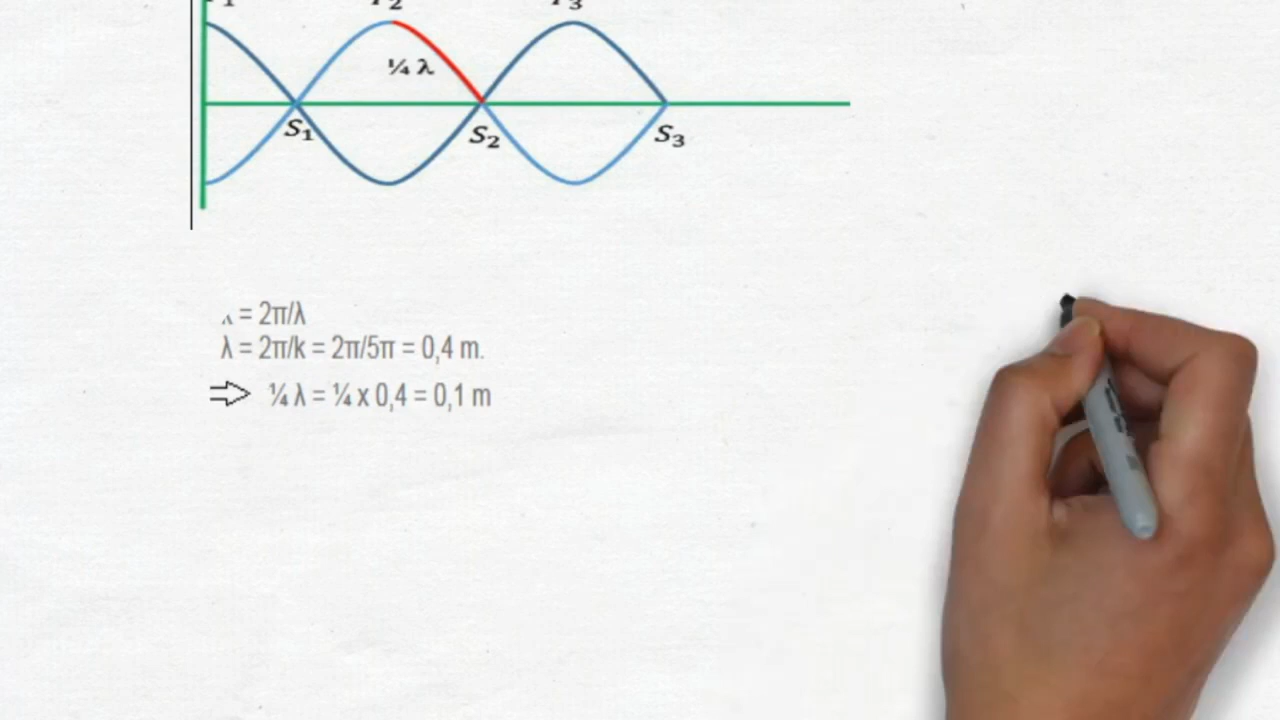 ¼ λ
S₁ S₂ S₃
= 2π/λ
λ = 2π/k = 2π/5π = 0,4 m.
¼ λ = ¼ x 0,4 = 0,1 m